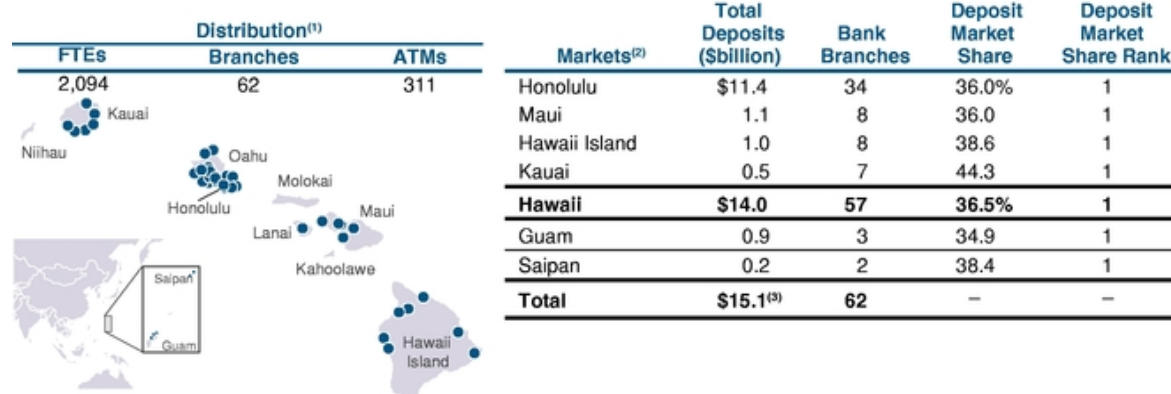 Distribution(1)
FTEs Branches ATMs
2,094 62 311
Kauai
Niihau
Oahu
Honolulu
Molokai
Lanai
Maui
Kahoolawe
Hawaii
Island
Saipan
Guam
Total Deposit Deposit
Deposits Bank Market Market
Markets(2) ($billion) Branches Share Share Rank
Honolulu $11.4 34 36.0% 1
Maui 1.1 8 36.0 1
Hawaii Island 1.0 8 38.6 1
Kauai 0.5 7 44.3 1
Hawaii $14.0 57 36.5% 1
Guam 0.9 3 34.9 1
Saipan 0.2 2 38.4 1
Total $15.1(3) 62 – –